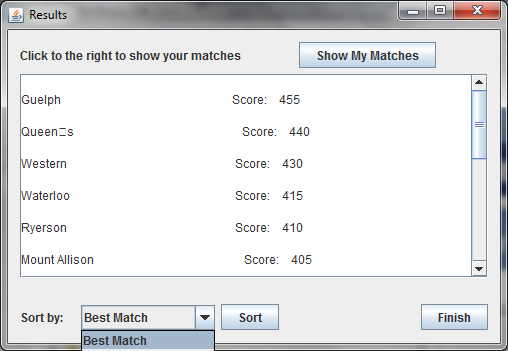 Results
Click to the right to show your matches Show My Matches
Guelph Score: 455
Queen□s Score: 440
Western Score: 430
Waterloo Score: 415
Ryerson Score: 410
Mount Allison Score: 405
Sort by: Best Match Sort Finish
Best Match